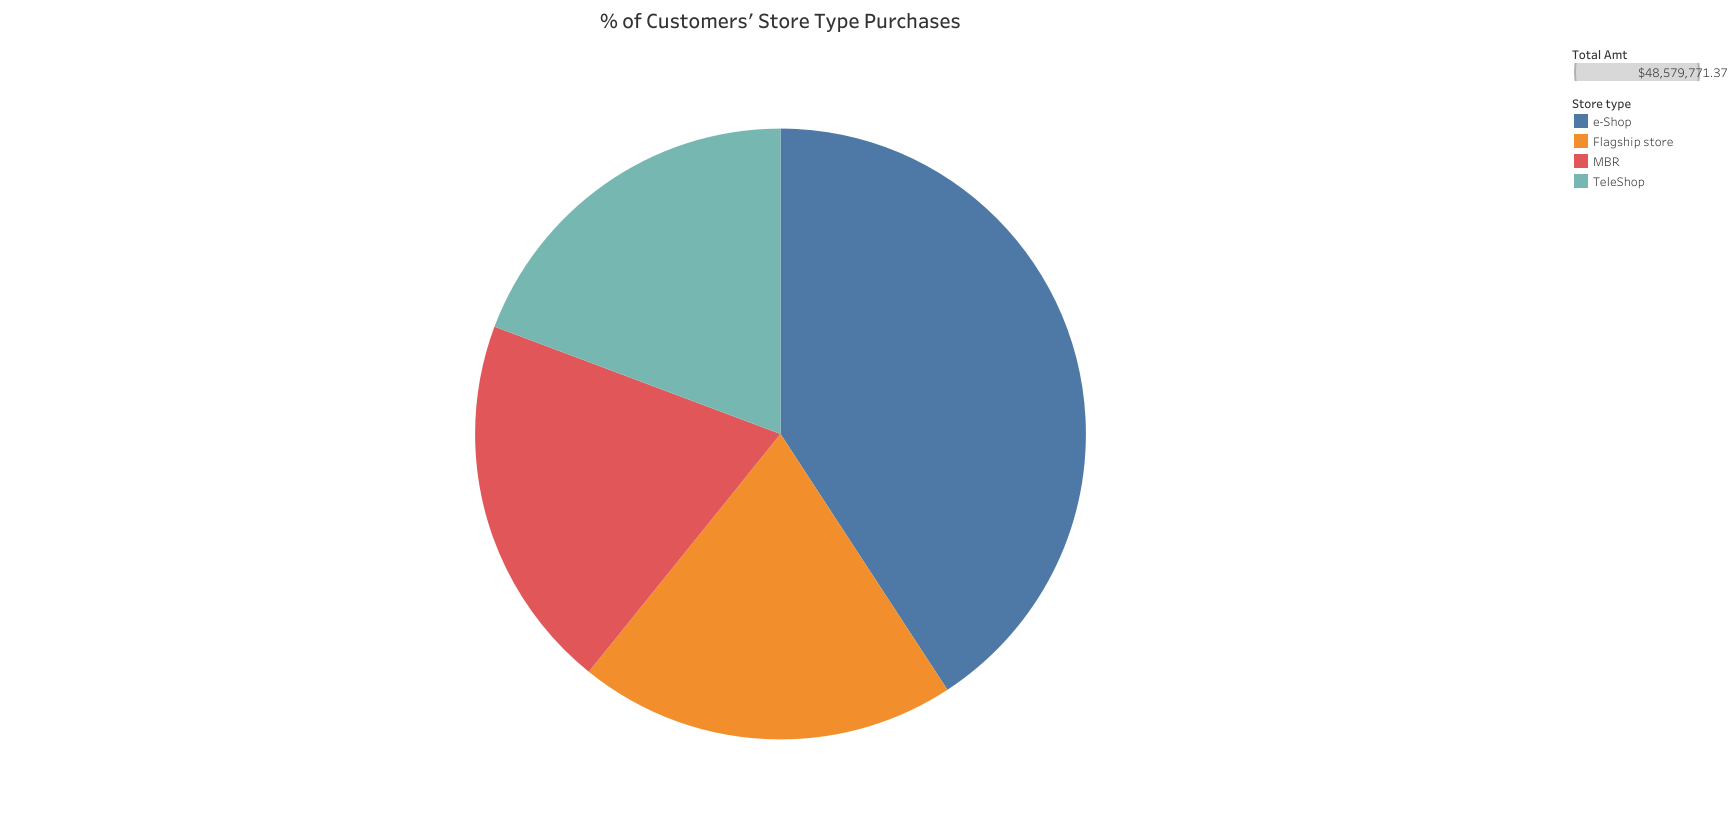 % of Customers’ Store Type Purchases
Total Amt
$48,579,771.37
Store type
e-Shop
Flagship store
MBR
TeleShop